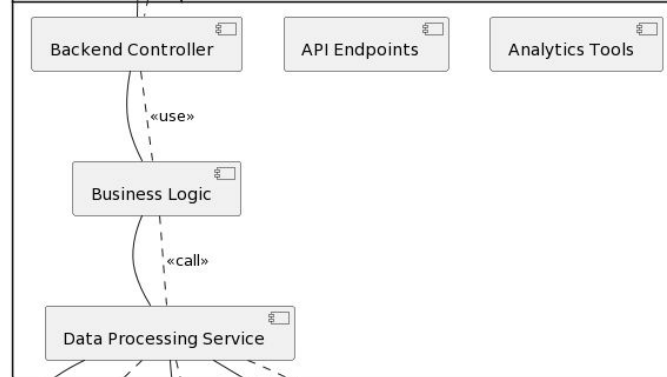 Backend Controller
API Endpoints
Analytics Tools
«use»
Business Logic
«call»
Data Processing Service